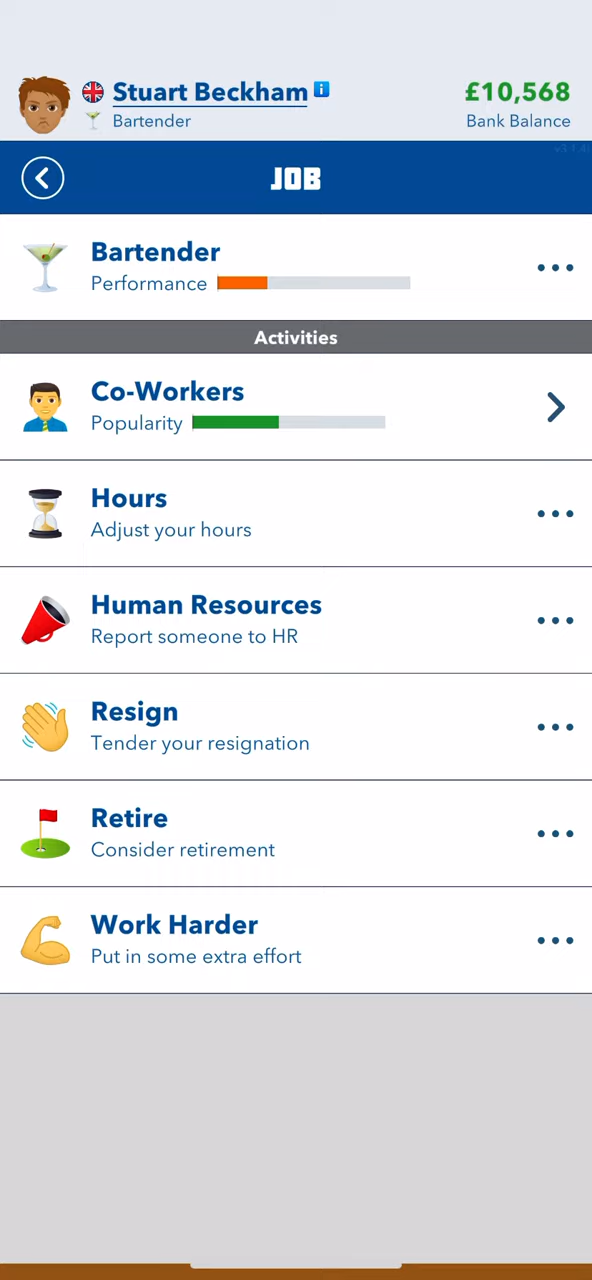 Stuart Beckham
£10,568
Bartender
Bank Balance
JOB
Bartender
Performance
Activities
Co-Workers
Popularity
Hours
Adjust your hours
Human Resources
Report someone to HR
Resign
Tender your resignation
Retire
Consider retirement
Work Harder
Put in some extra effort